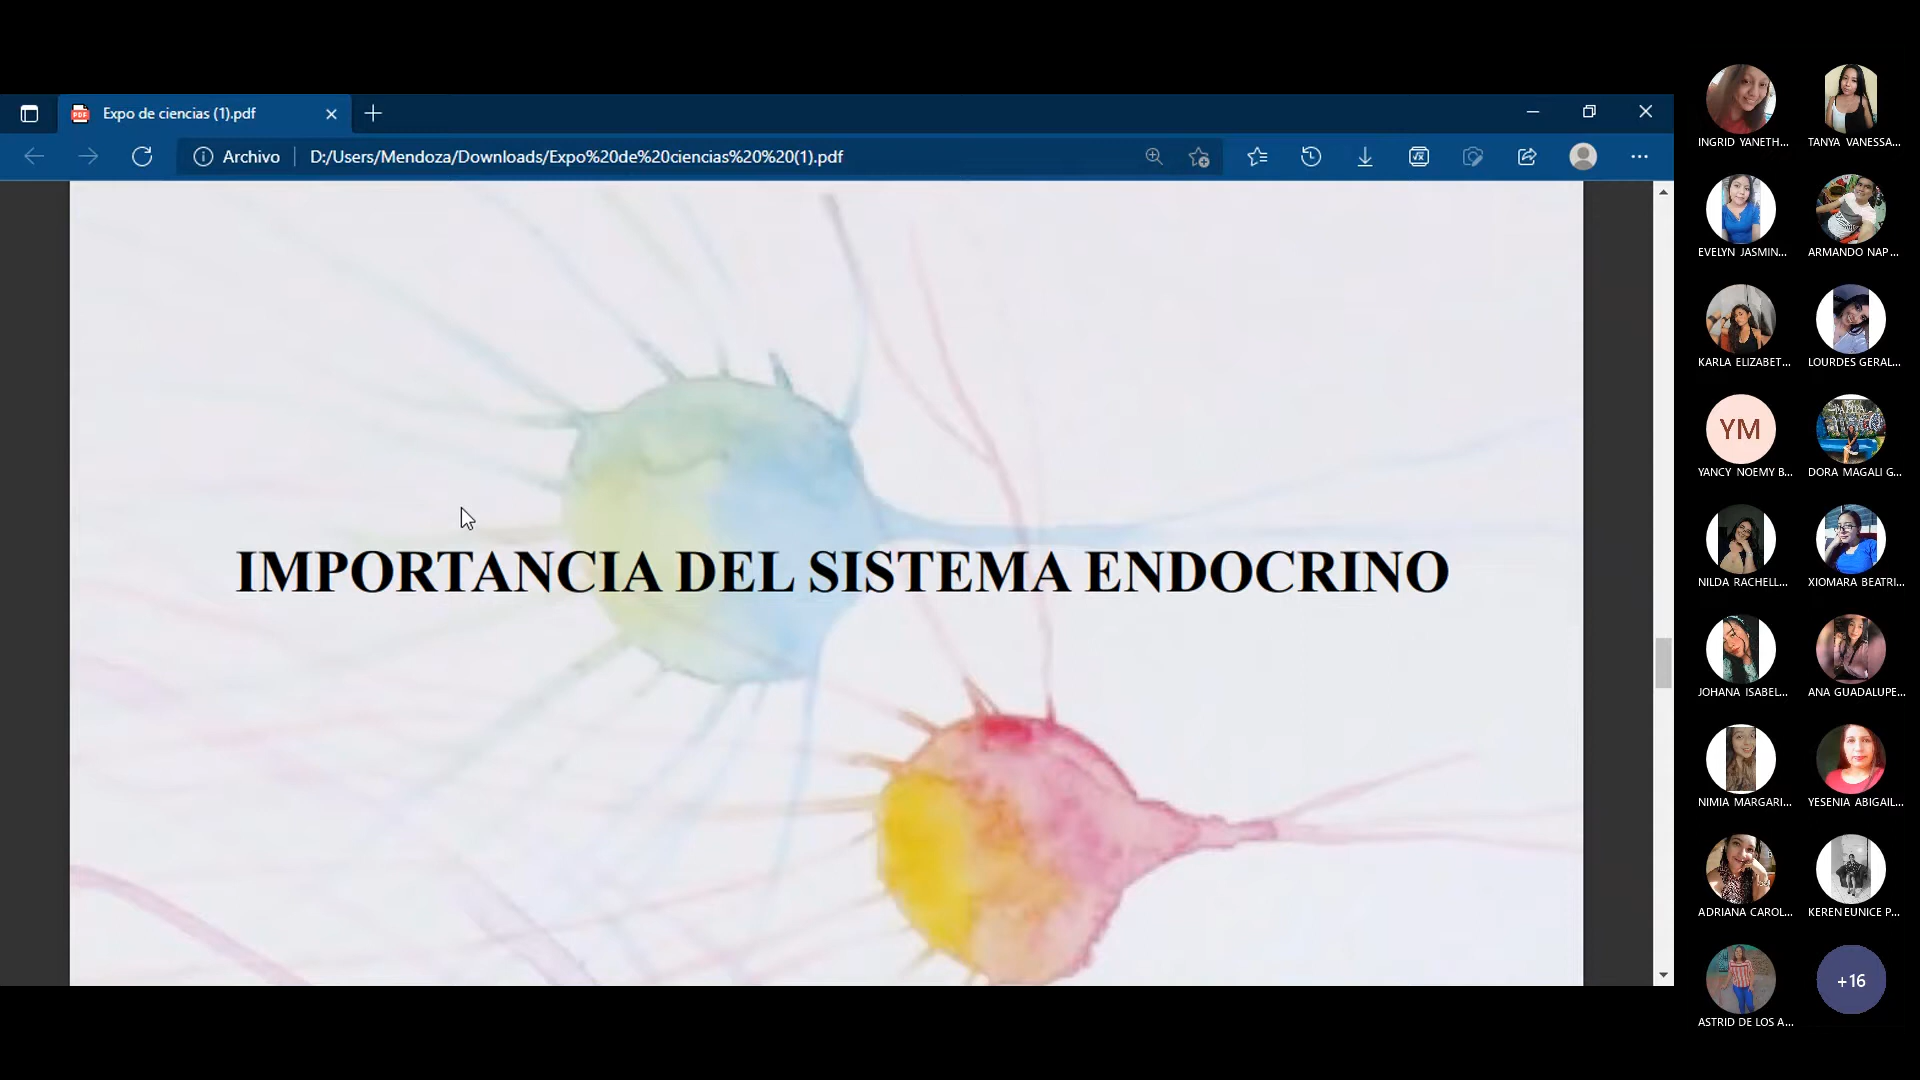 Expo de ciencias (1).pdf
Archivo
D:/Users/Mendoza/Downloads/Expo%20de%20ciencias%20%20(1).pdf
IMPORTANCIA DEL SISTEMA ENDOCRINO
INGRID YANETH...
TANYA VANESSA...
EVELYN JASMIN...
ARMANDO NAP...
KARLA ELIZABET...
LOURDES GERAL...
YM
YANCY NOEMY B...
DORA MAGALI G...
NILDA RACHELL...
XIOMARA BEATRI...
JOHANA ISABEL...
ANA GUADALUPE...
NIMIA MARGARI...
YESENIA ABIGAIL...
ADRIANA CAROL...
KEREN EUNICE P...
ASTRID DE LOS A...
+16